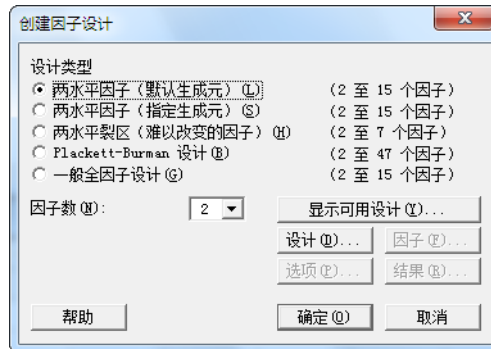 创建因子设计
设计类型
两水平因子（默认生成元）(L) (2 至 15 个因子)
两水平因子（指定生成元）(S) (2 至 15 个因子)
两水平裂区（难以改变的因子）(H) (2 至 7 个因子)
Plackett-Burman 设计(B) (2 至 47 个因子)
一般全因子设计(G) (2 至 15 个因子)
因子数(N): 2 显示可用设计(Y)...
设计(D)... 因子(F)...
选项(P)... 结果(R)...
帮助 确定(O) 取消